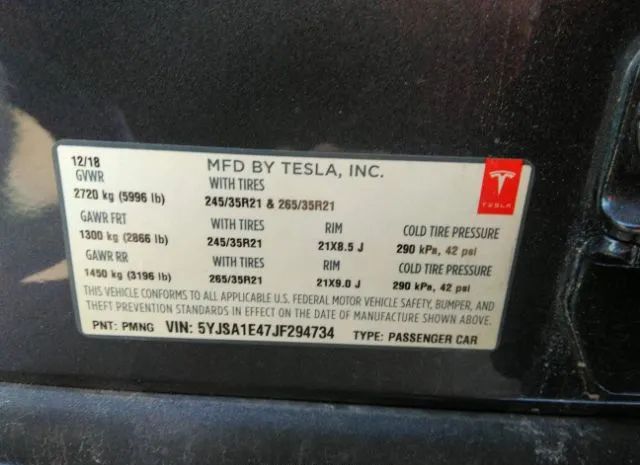 12/18 MFD BY TESLA, INC.
GVWR WITH TIRES
2720 kg (5996 lb) 245/35R21 & 265/35R21
GAWR FRT WITH TIRES RIM COLD TIRE PRESSURE
1300 kg (2866 lb) 245/35R21 21X8.5 J 290 kPa, 42 psi
GAWR RR WITH TIRES RIM COLD TIRE PRESSURE
1450 kg (3196 lb) 265/35R21 21X9.0 J 290 kPa, 42 psi
THIS VEHICLE CONFORMS TO ALL APPLICABLE U.S. FEDERAL MOTOR VEHICLE SAFETY, BUMPER, AND
THEFT PREVENTION STANDARDS IN EFFECT ON THE DATE OF MANUFACTURE SHOWN ABOVE.
PNT: PMNG VIN: 5YJSA1E47JF294734 TYPE: PASSENGER CAR
TESLA